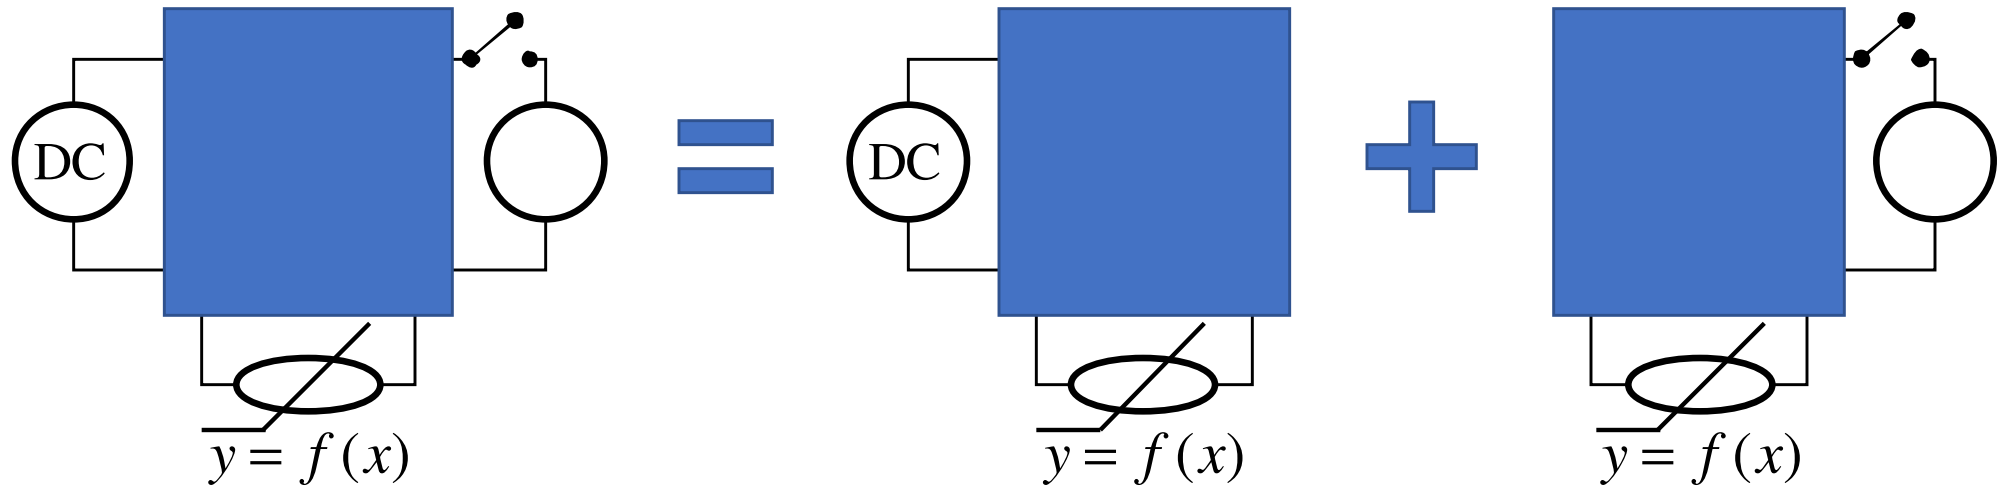 DC
DC
y = f(x)
y = f(x)
y = f(x)